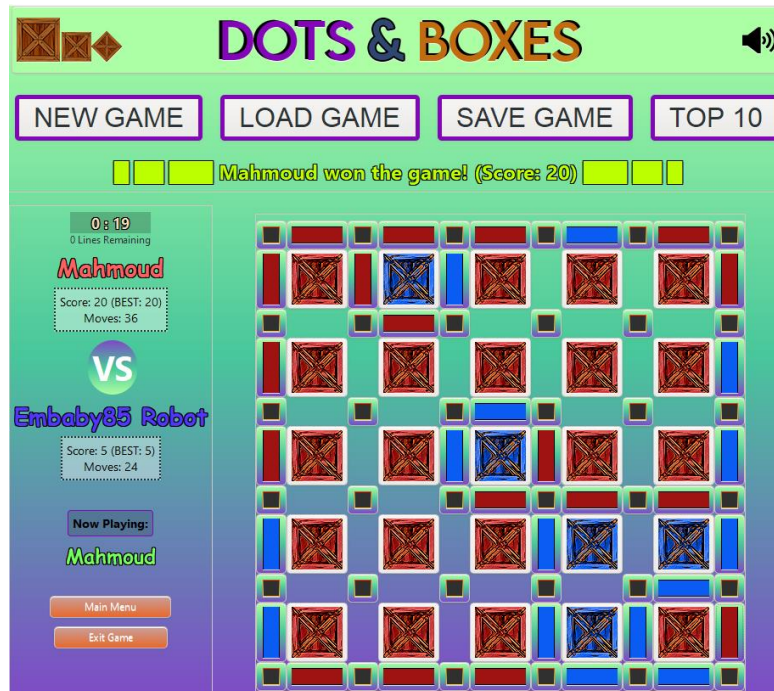 DOTS & BOXES
NEW GAME
LOAD GAME
SAVE GAME
TOP 10
Mahmoud won the game! (Score: 20)
0 : 19
0 Lines Remaining
Mahmoud
Score: 20 (BEST: 20)
Moves: 36
VS
Embaby85 Robot
Score: 5 (BEST: 5)
Moves: 24
Now Playing:
Mahmoud
Main Menu
Exit Game